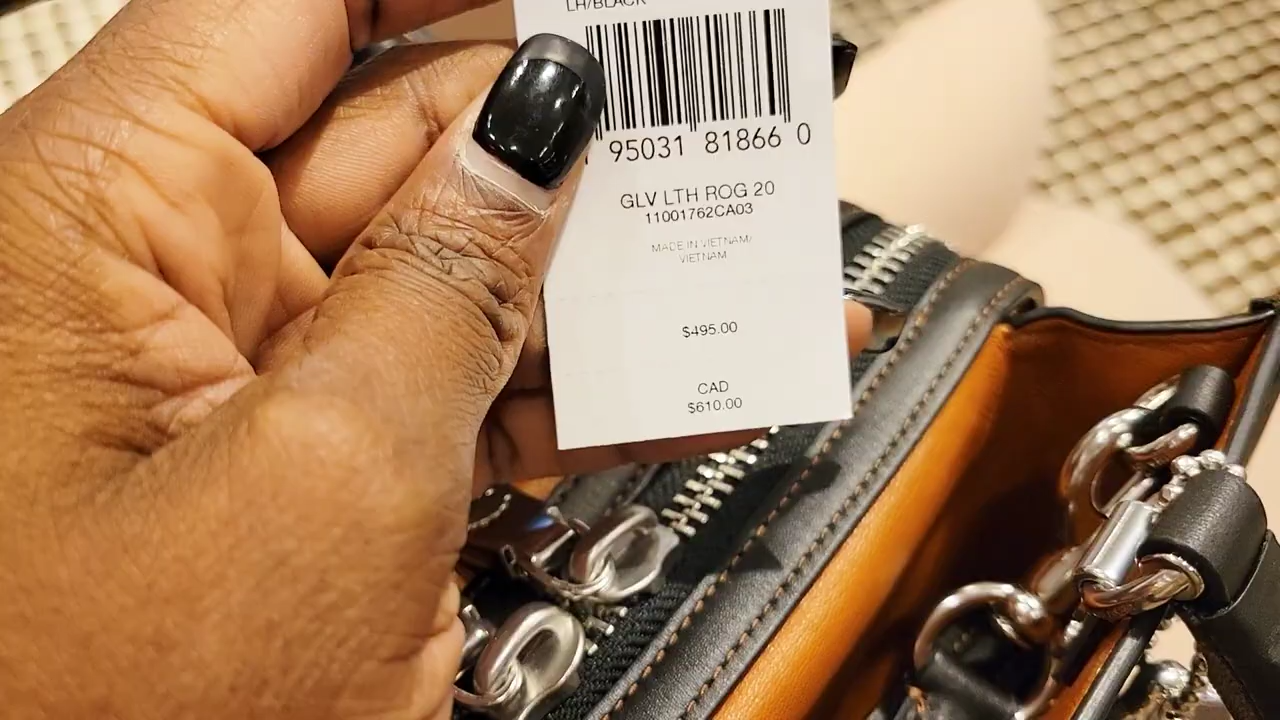 LH/BLACK
95031 81866 0
GLV LTH ROG 20
11001762CA03
MADE IN VIETNAM/
VIETNAM
$495.00
CAD
$610.00